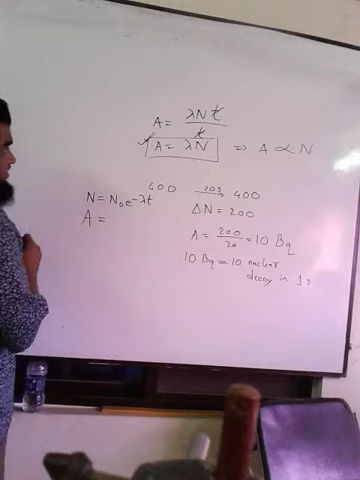 A = λNt / t
A = λN ⇒ A ∝ N
600 20s → 400
N = N₀e-λt
ΔN = 200
A =
A = 200/20 = 10 Bq
10 Bq = 10 nuclear
decay in 1s